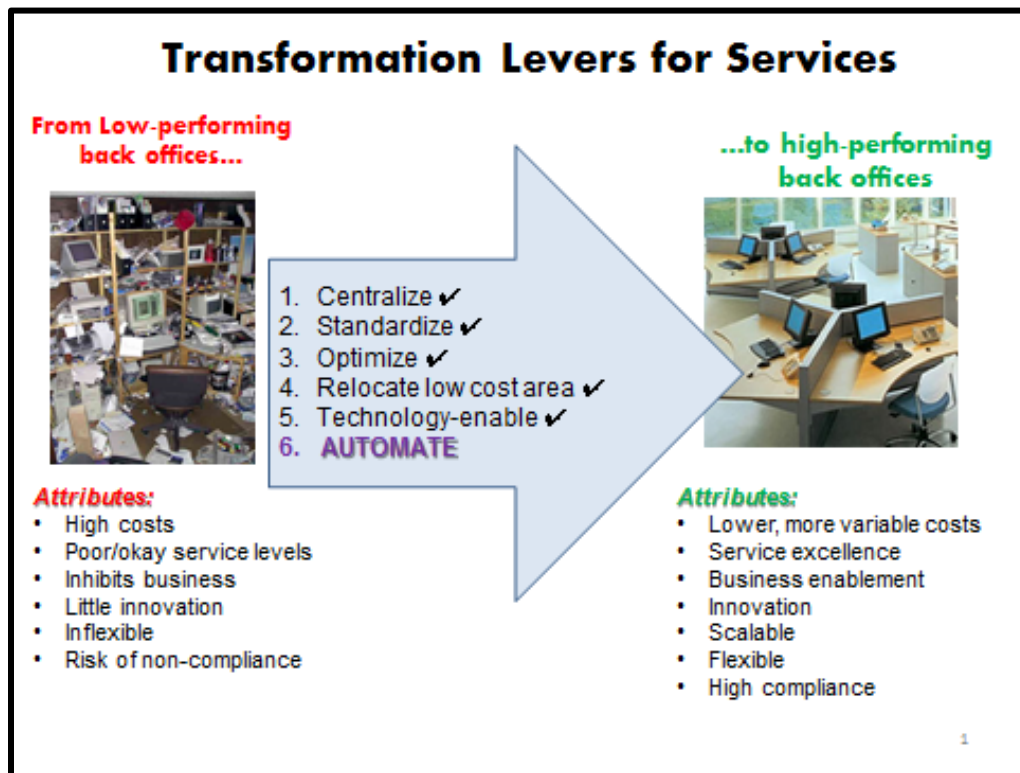 Transformation Levers for Services
From Low-performing
back offices...
...to high-performing
back offices
1. Centralize ✔
2. Standardize ✔
3. Optimize ✔
4. Relocate low cost area ✔
5. Technology-enable ✔
6. AUTOMATE
Attributes:
• High costs
• Poor/okay service levels
• Inhibits business
• Little innovation
• Inflexible
• Risk of non-compliance
Attributes:
• Lower, more variable costs
• Service excellence
• Business enablement
• Innovation
• Scalable
• Flexible
• High compliance
1